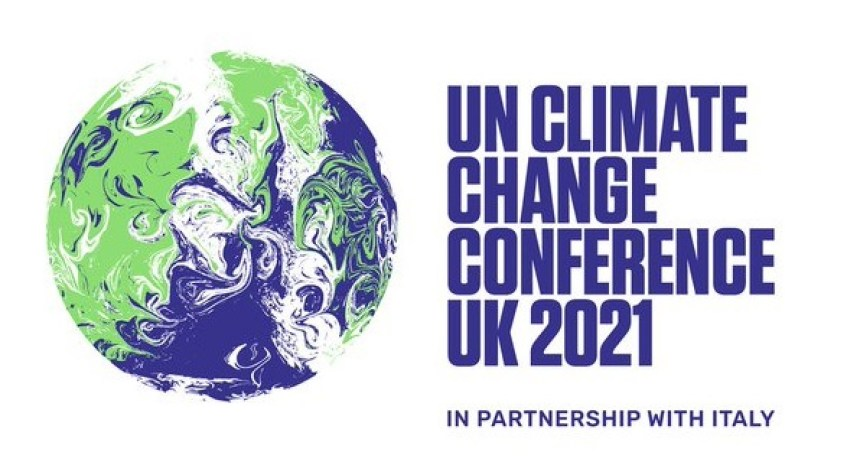 UN CLIMATE
CHANGE
CONFERENCE
UK 2021
IN PARTNERSHIP WITH ITALY